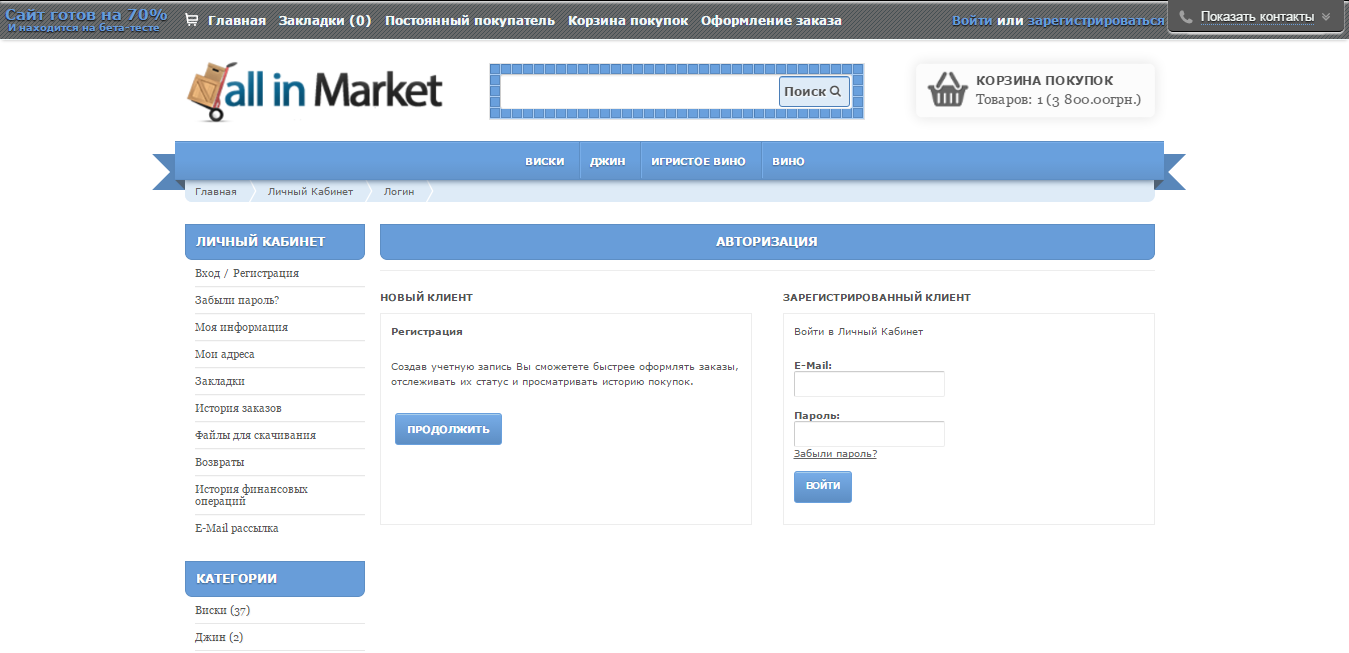 Сайт готов на 70%
И находится на бета-тесте
Главная Закладки (0) Постоянный покупатель Корзина покупок Оформление заказа
Войти или зарегистрироваться
Показать контакты
all in Market
Поиск
КОРЗИНА ПОКУПОК
Товаров: 1 (3 800.00грн.)
ВИСКИ ДЖИН ИГРИСТОЕ ВИНО ВИНО
Главная Личный Кабинет Логин
ЛИЧНЫЙ КАБИНЕТ
Вход / Регистрация
Забыли пароль?
Моя информация
Мои адреса
Закладки
История заказов
Файлы для скачивания
Возвраты
История финансовых
операций
E-Mail рассылка
КАТЕГОРИИ
Виски (37)
Джин (2)
АВТОРИЗАЦИЯ
НОВЫЙ КЛИЕНТ
Регистрация
Создав учетную запись Вы сможетете быстрее оформлять заказы,
отслеживать их статус и просматривать историю покупок.
ПРОДОЛЖИТЬ
ЗАРЕГИСТРИРОВАННЫЙ КЛИЕНТ
Войти в Личный Кабинет
E-Mail:
Пароль:
Забыли пароль?
ВОЙТИ